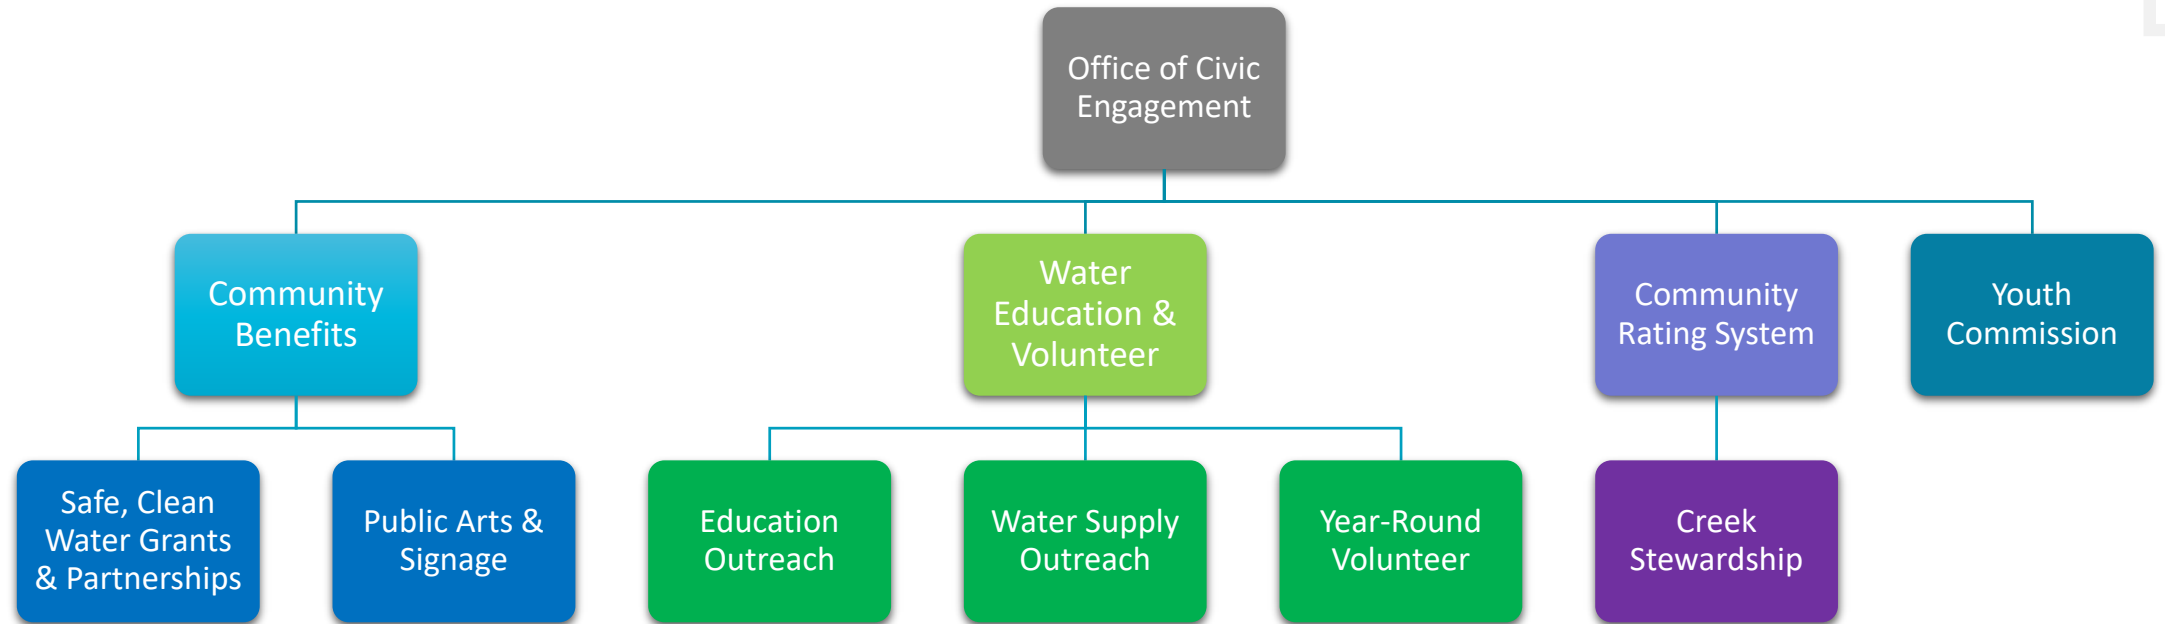 Office of Civic
Engagement
Community
Benefits
Water
Education &
Volunteer
Community
Rating System
Youth
Commission
Safe, Clean
Water Grants
& Partnerships
Public Arts &
Signage
Education
Outreach
Water Supply
Outreach
Year-Round
Volunteer
Creek
Stewardship